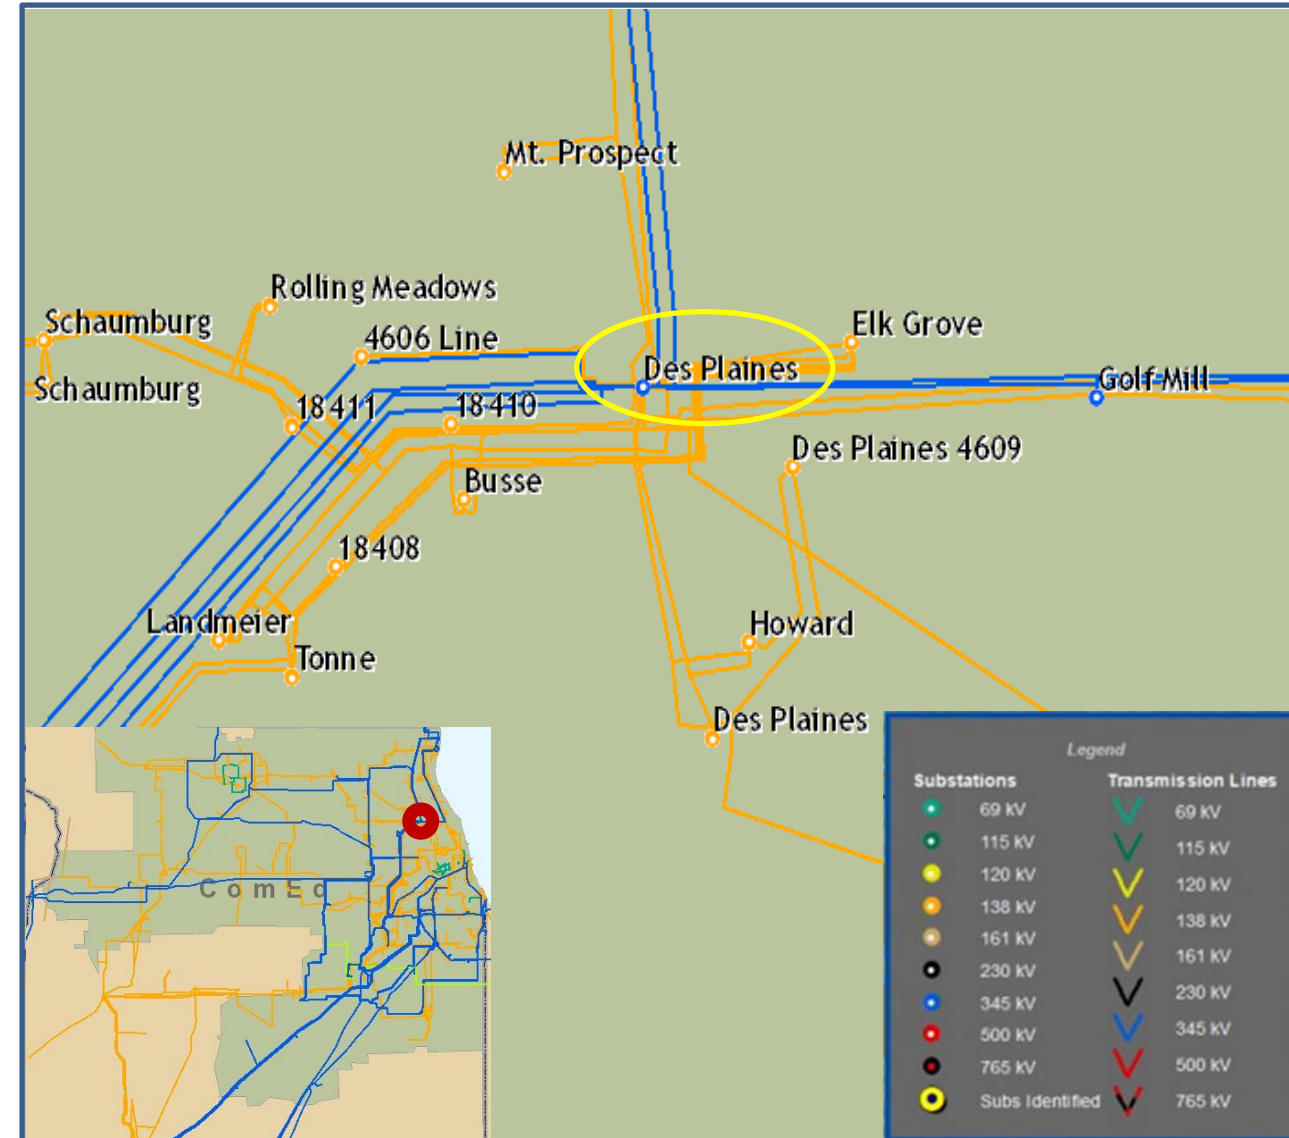 Mt. Prospect
Rolling Meadows
Schaumburg
4606 Line
Elk Grove
Des Plaines
Schaumburg
Golf Mill
18411
18410
Des Plaines 4609
Busse
18408
Landmeier
Howard
Tonne
Des Plaines
ComEd
Legend
Substations Transmission Lines
69 kV 69 kV
115 kV 115 kV
120 kV 120 kV
138 kV 138 kV
161 kV 161 kV
230 kV 230 kV
345 kV 345 kV
500 kV 500 kV
765 kV 765 kV
Subs Identified